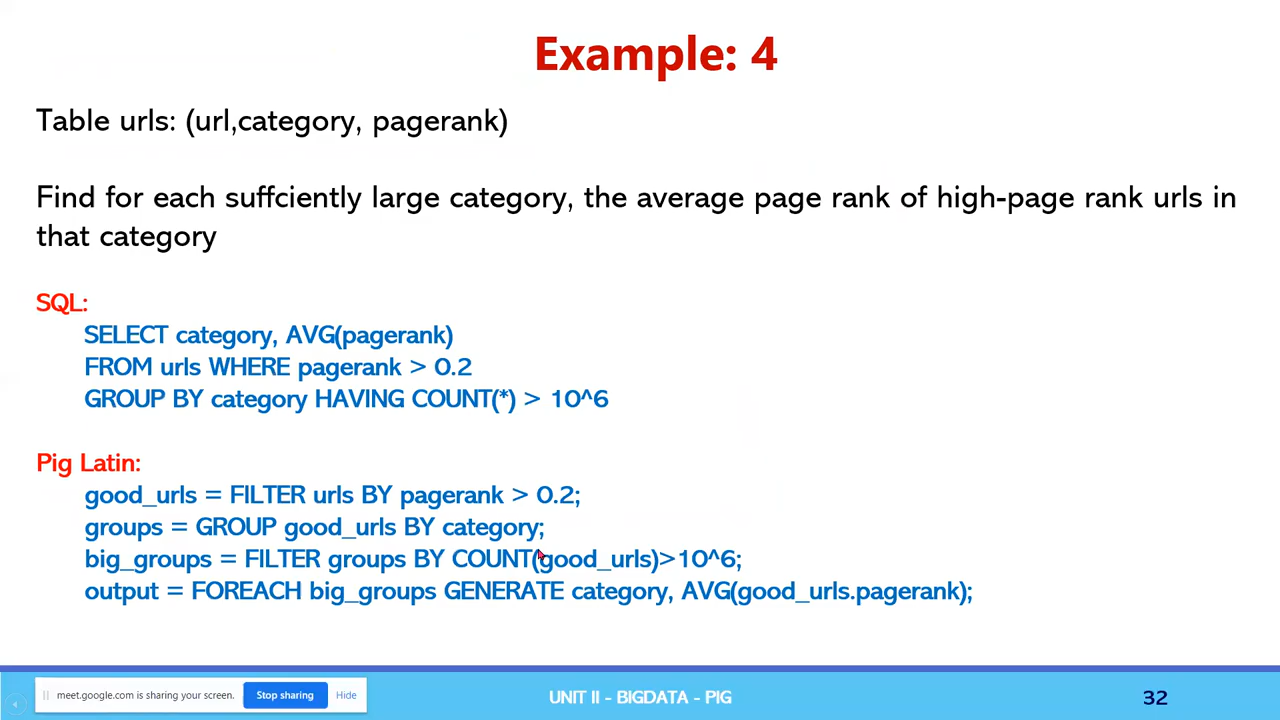 Example: 4
Table urls: (url,category, pagerank)
Find for each suffciently large category, the average page rank of high-page rank urls in
that category
SQL:
SELECT category, AVG(pagerank)
FROM urls WHERE pagerank > 0.2
GROUP BY category HAVING COUNT(*) > 10^6
Pig Latin:
good_urls = FILTER urls BY pagerank > 0.2;
groups = GROUP good_urls BY category;
big_groups = FILTER groups BY COUNT(good_urls)>10^6;
output = FOREACH big_groups GENERATE category, AVG(good_urls.pagerank);
meet.google.com is sharing your screen. Stop sharing Hide
UNIT II - BIGDATA - PIG
32